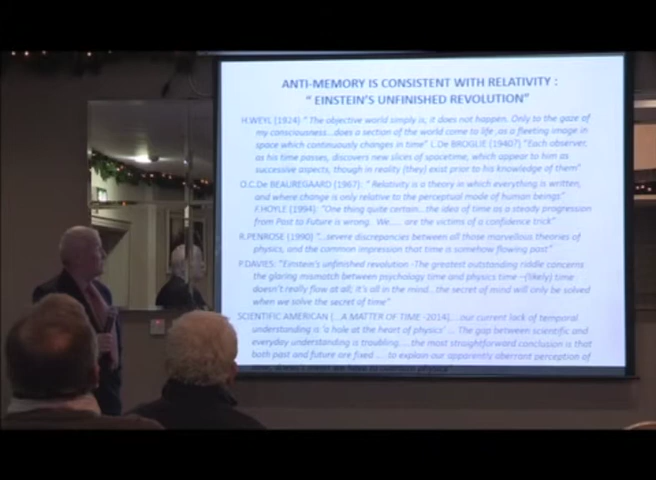 ANTI-MEMORY IS CONSISTENT WITH RELATIVITY :
" EINSTEIN'S UNFINISHED REVOLUTION"
H.WEYL (1924) " The objective world simply is, it does not happen. Only to the gaze of
my consciousness...does a section of the world come to life ,as a fleeting image in
space which continuously changes in time" L.De BROGLIE (1940?) "Each observer,
as his time passes, discovers new slices of spacetime, which appear to him as
successive aspects, though in reality (they) exist prior to his knowledge of them"
O.C.De BEAUREGAARD (1967): " Relativity is a theory in which everything is written,
and where change is only relative to the perceptual mode of human beings"
F.HOYLE (1994): "One thing quite certain...the idea of time as a steady progression
from Past to Future is wrong.. We..... are the victims of a confidence trick"
R.PENROSE (1990) "...severe discrepancies between all those marvellous theories of
physics, and the common impression that time is somehow flowing past"
P.DAVIES: "Einstein's unfinished revolution -The greatest outstanding riddle concerns
the glaring mismatch between psychology time and physics time --(likely) time
doesn't really flow at all; it's all in the mind...the secret of mind will only be solved
when we solve the secret of time"
SCIENTIFIC AMERICAN (...A MATTER OF TIME -2014)....our current lack of temporal
understanding is 'a hole at the heart of physics' ... The gap between scientific and
everyday understanding is troubling.....the most straightforward conclusion is that
both past and future are fixed .... to explain our apparently aberrant perception of